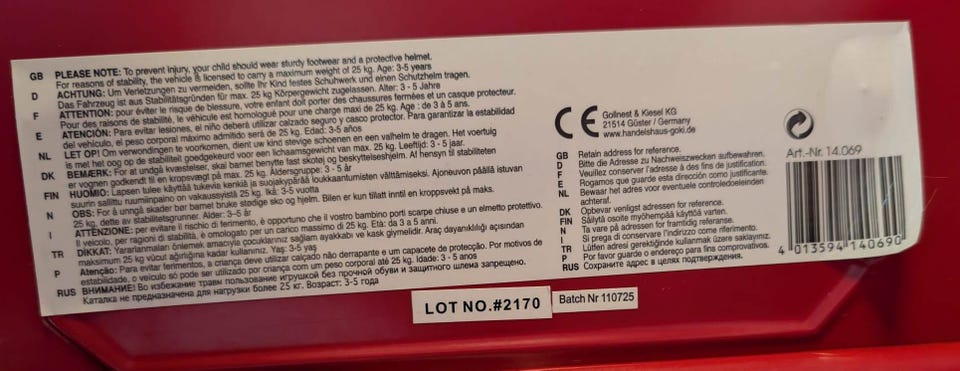 GB PLEASE NOTE: To prevent injury, your child should wear sturdy footwear and a protective helmet.
For reasons of stability, the vehicle is licensed to carry a maximum weight of 25 kg. Age: 3-5 years
D ACHTUNG: Um Verletzungen zu vermeiden, sollte Ihr Kind festes Schuhwerk und einen Schutzhelm tragen.
Das Fahrzeug ist aus Stabilitätsgründen für max. 25 kg Körpergewicht zugelassen. Alter: 3 - 5 Jahre
F ATTENTION: pour éviter le risque de blessure, votre enfant doit porter des chaussures fermées et un casque protecteur.
Pour des raisons de stabilité, le véhicule est homologué pour une charge maxi de 25 kg. Age : de 3 à 5 ans.
E ATENCIÓN: Para evitar lesiones, el niño deberá utilizar calzado seguro y casco protector. Para garantizar la estabilidad
del vehículo, el peso corporal máximo admitido será de 25 kg. Edad: 3-5 años
NL LET OP! Om verwondingen te voorkomen, dient uw kind stevige schoenen en een valhelm te dragen. Het voertuig
is met het oog op de stabiliteit goedgekeurd voor een lichaamsgewicht van max. 25 kg. Leeftijd: 3 - 5 jaar.
DK BEMÆRK: For at undgå kvæstelser, skal barnet benytte fast skotøj og beskyttelseshjelm. Af hensyn til stabiliteten
er vognen godkendt til en kropsvægt på max. 25 kg. Aldersgruppe: 3 - 5 år
FIN HUOMIO: Lapsen tulee käyttää tukevia kenkiä ja suojakypärää loukkaantumisten välttämiseksi. Ajoneuvon päällä istuvan
suurin sallittu ruumiinpaino on vakaussyistä 25 kg. Ikä: 3-5 vuotta
N OBS: For å unngå skader bør barnet bruke stødige sko og hjelm. Bilen er kun tillatt inntil en kroppsvekt på maks.
25 kg, dette av stabilitetsgrunner. Alder: 3–5 år
I ATTENZIONE: per evitare il rischio di ferimento, è opportuno che il vostro bambino porti scarpe chiuse e un elmetto protettivo.
Il veicolo, per ragioni di stabilità, è omologato per un carico massimo di 25 kg. Età: da 3 a 5 anni.
TR DİKKAT: Yaralanmaları önlemek amacıyla çocuklarınız sağlam ayakkabı ve kask giymelidir. Araç dayanıklılığı açısından
maksimum 25 kg vücut ağırlığına kadar kullanınız. Yaş: 3-5 yaş
P Atenção: Para evitar ferimentos, a criança deve utilizar calçado não derrapante e um capacete de protecção. Por motivos de
estabilidade, o veículo só pode ser utilizado por criança com um peso corporal até 25 kg. Idade: 3 - 5 anos
RUS ВНИМАНИЕ! Во избежание травм пользование игрушкой без прочной обуви и защитного шлема запрещено.
Каталка не предназначена для нагрузки более 25 кг. Возраст: 3-5 года
CE
Gollnest & Kiesel KG
21514 Güster / Germany
www.handelshaus-goki.de
GB Retain address for reference.
D Bitte die Adresse zu Nachweiszwecken aufbewahren.
F Veuillez conserver l'adresse à des fins de justification.
E Rogamos que guarde esta dirección como justificante.
NL Bewaar het adres voor eventuele controledoeleinden
achteraf.
DK Opbevar venligst adressen for reference.
FIN Säilytä osoite myöhempää käyttöä varten.
N Ta vare på adressen for framtidig referanse.
I Si prega di conservare l'indirizzo come riferimento.
TR Lütfen adresi gerektiğinde kullanmak üzere saklayınız.
P Por favor guarde o endereço para fins comprovativos.
RUS Сохраните адрес в целях подтверждения.
Art.-Nr. 14.069
4 013594 140690
LOT NO.#2170
Batch Nr 110725